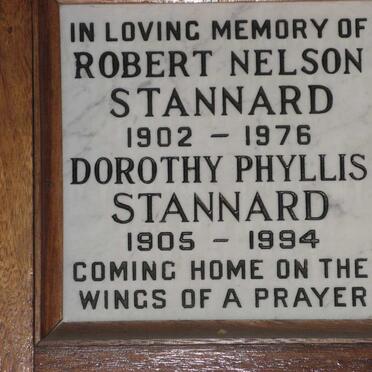 IN LOVING MEMORY OF
ROBERT NELSON
STANNARD
1902 - 1976
DOROTHY PHYLLIS
STANNARD
1905 - 1994
COMING HOME ON THE
WINGS OF A PRAYER